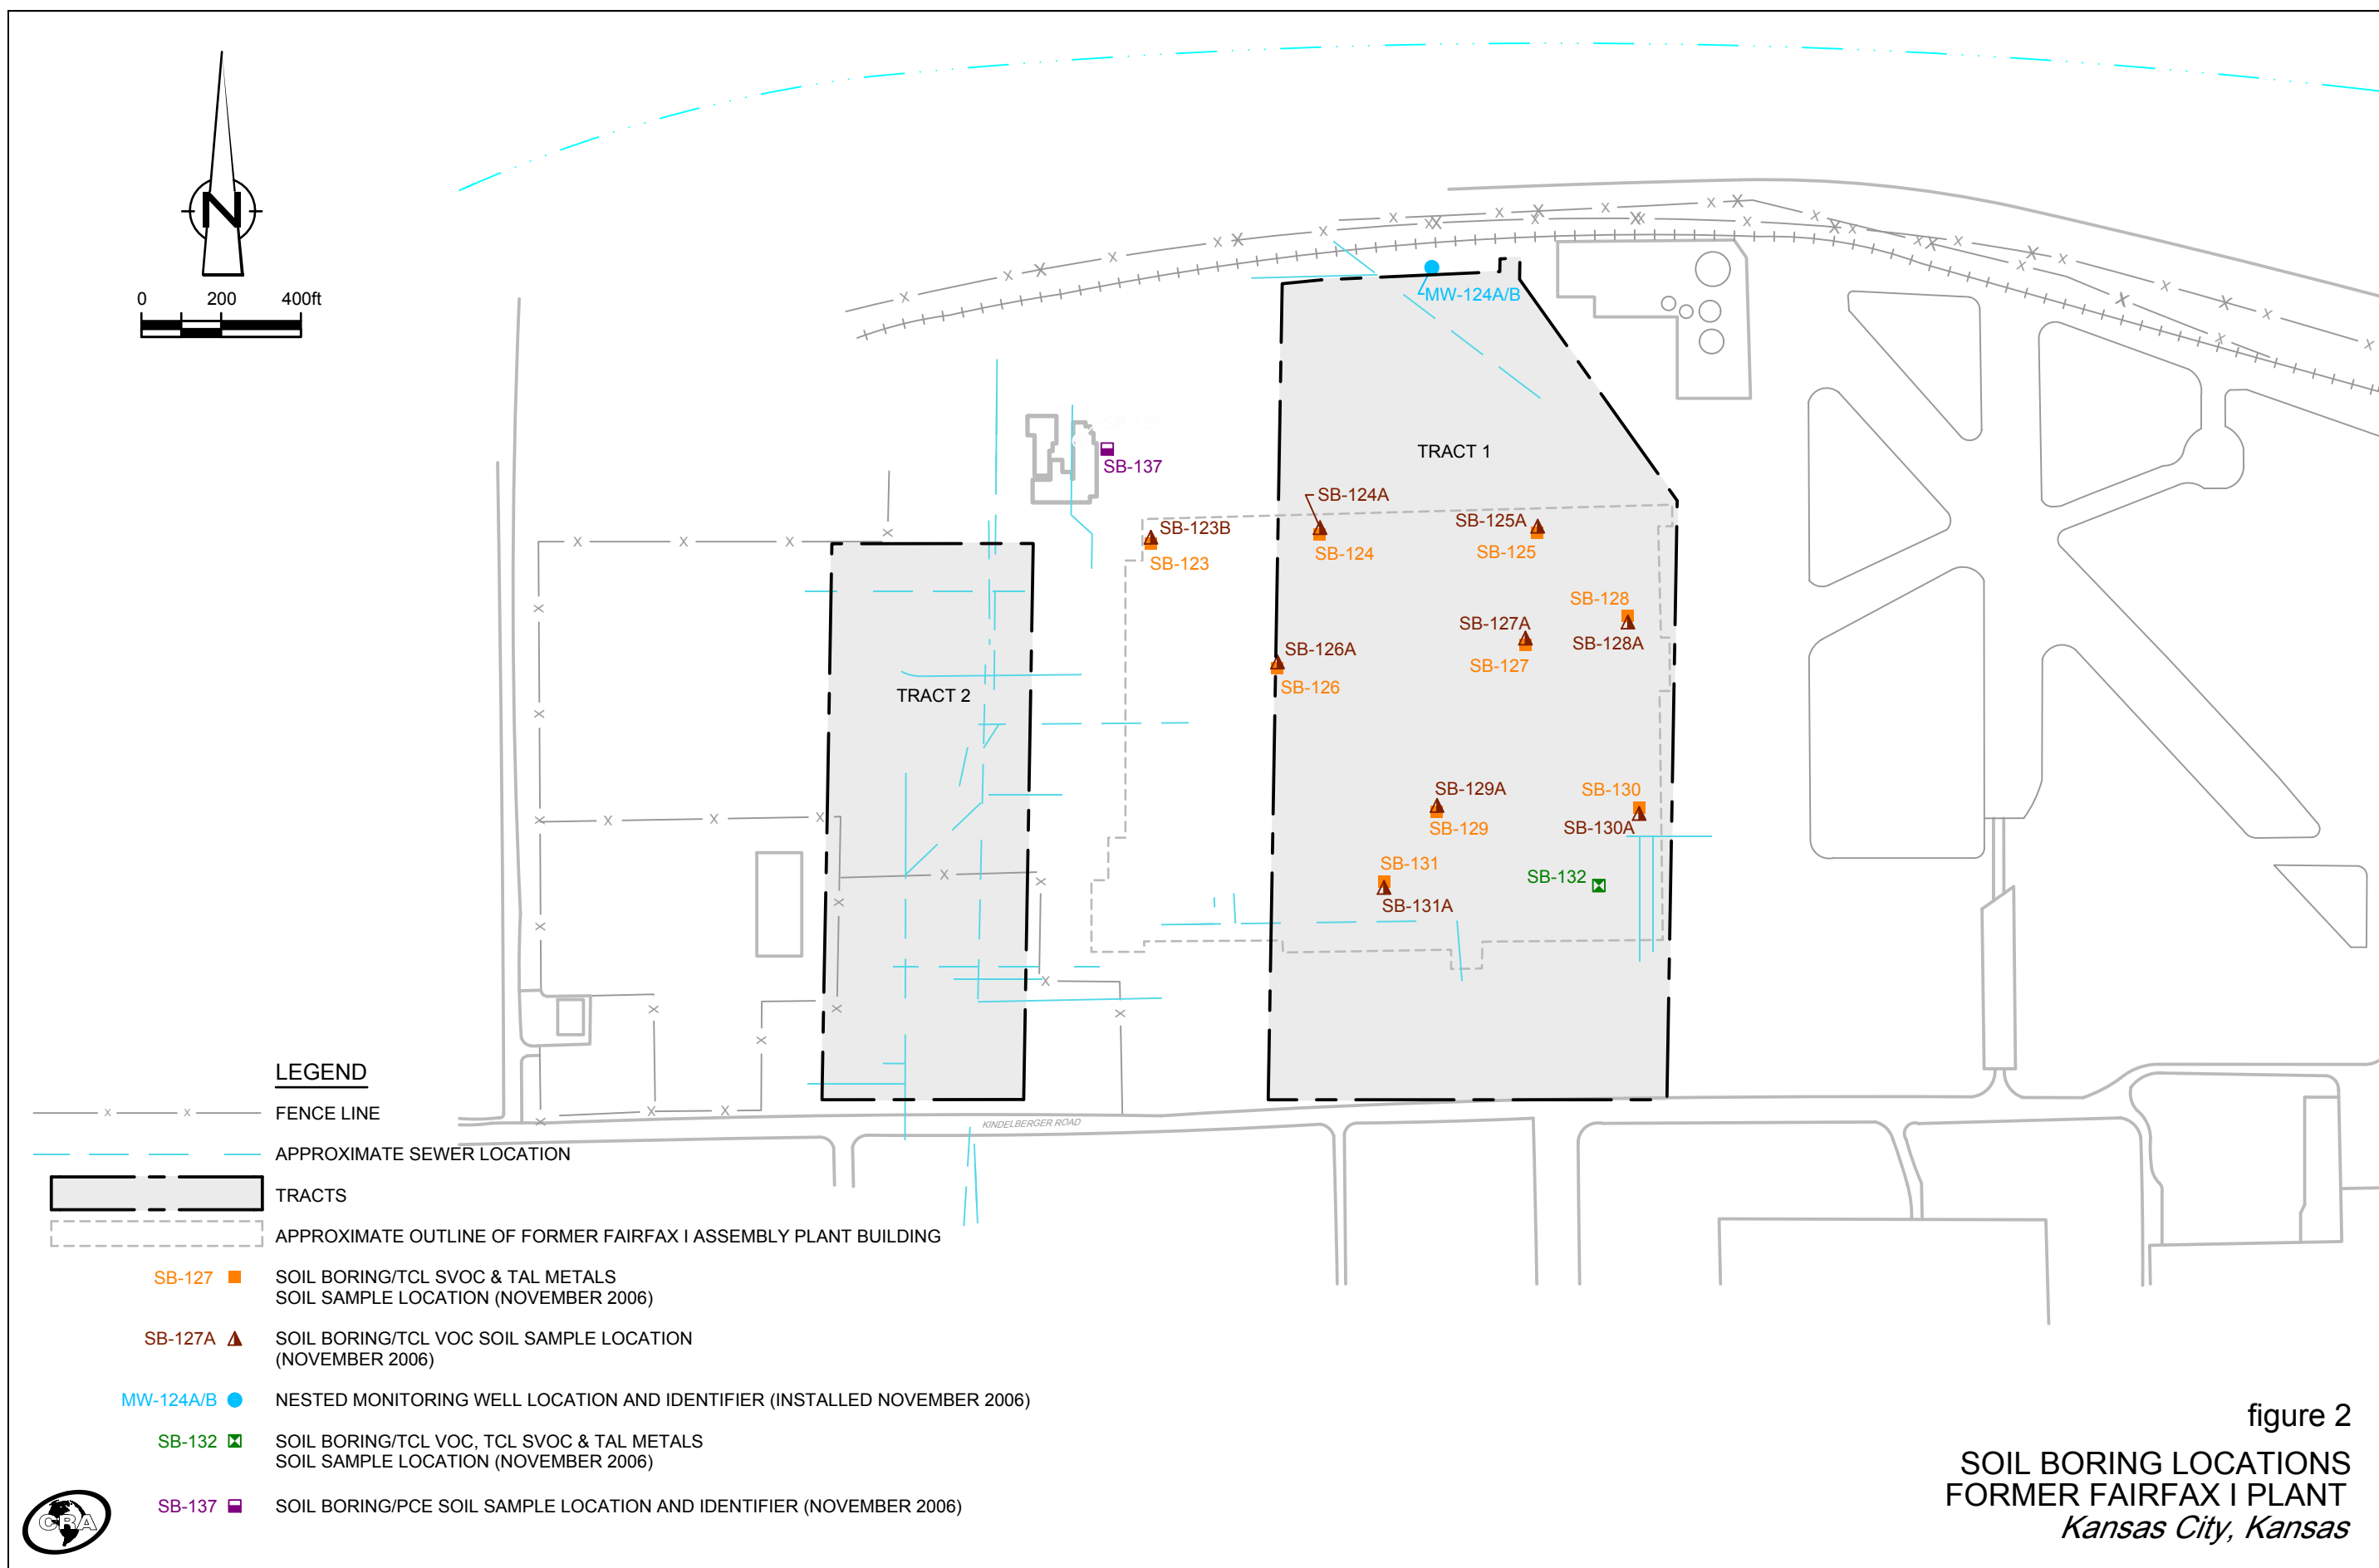 N
0 200 400ft
MW-124A/B
TRACT 1
SB-137
SB-124A
SB-123B
SB-125A
SB-124
SB-125
SB-123
SB-128
SB-127A
SB-128A
SB-126A
SB-127
SB-126
TRACT 2
SB-129A
SB-130
SB-129
SB-130A
SB-131
SB-132
SB-131A
KINDELBERGER ROAD
LEGEND
FENCE LINE
APPROXIMATE SEWER LOCATION
TRACTS
APPROXIMATE OUTLINE OF FORMER FAIRFAX I ASSEMBLY PLANT BUILDING
SB-127 SOIL BORING/TCL SVOC & TAL METALS
SOIL SAMPLE LOCATION (NOVEMBER 2006)
SB-127A SOIL BORING/TCL VOC SOIL SAMPLE LOCATION
(NOVEMBER 2006)
MW-124A/B NESTED MONITORING WELL LOCATION AND IDENTIFIER (INSTALLED NOVEMBER 2006)
SB-132 SOIL BORING/TCL VOC, TCL SVOC & TAL METALS
SOIL SAMPLE LOCATION (NOVEMBER 2006)
SB-137 SOIL BORING/PCE SOIL SAMPLE LOCATION AND IDENTIFIER (NOVEMBER 2006)
CRA
figure 2
SOIL BORING LOCATIONS
FORMER FAIRFAX I PLANT
Kansas City, Kansas